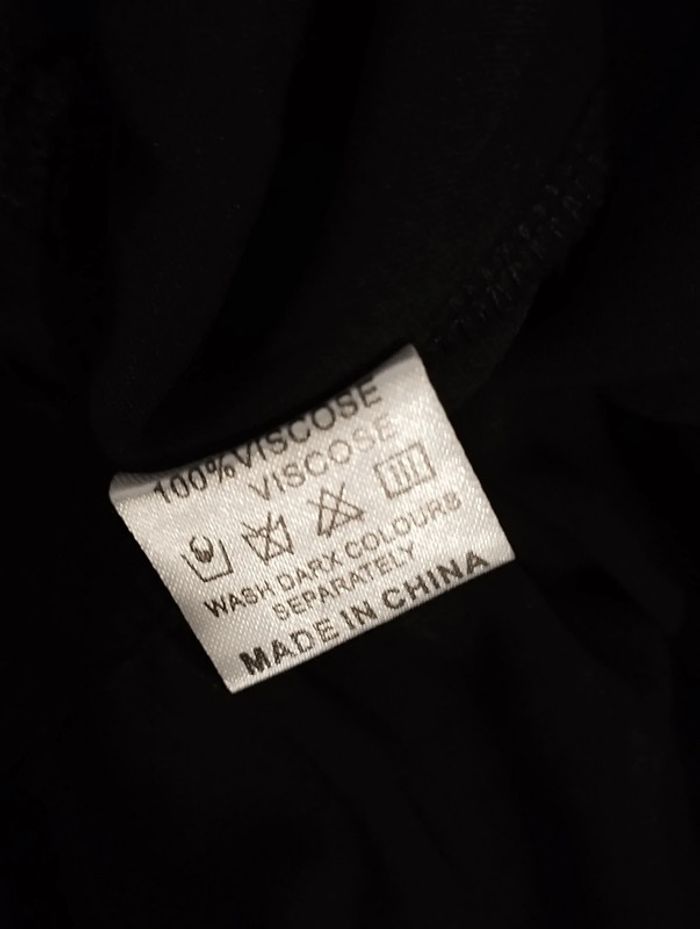 100%VISCOSE
VISCOSE
WASH DARX COLOURS
SEPARATELY
MADE IN CHINA